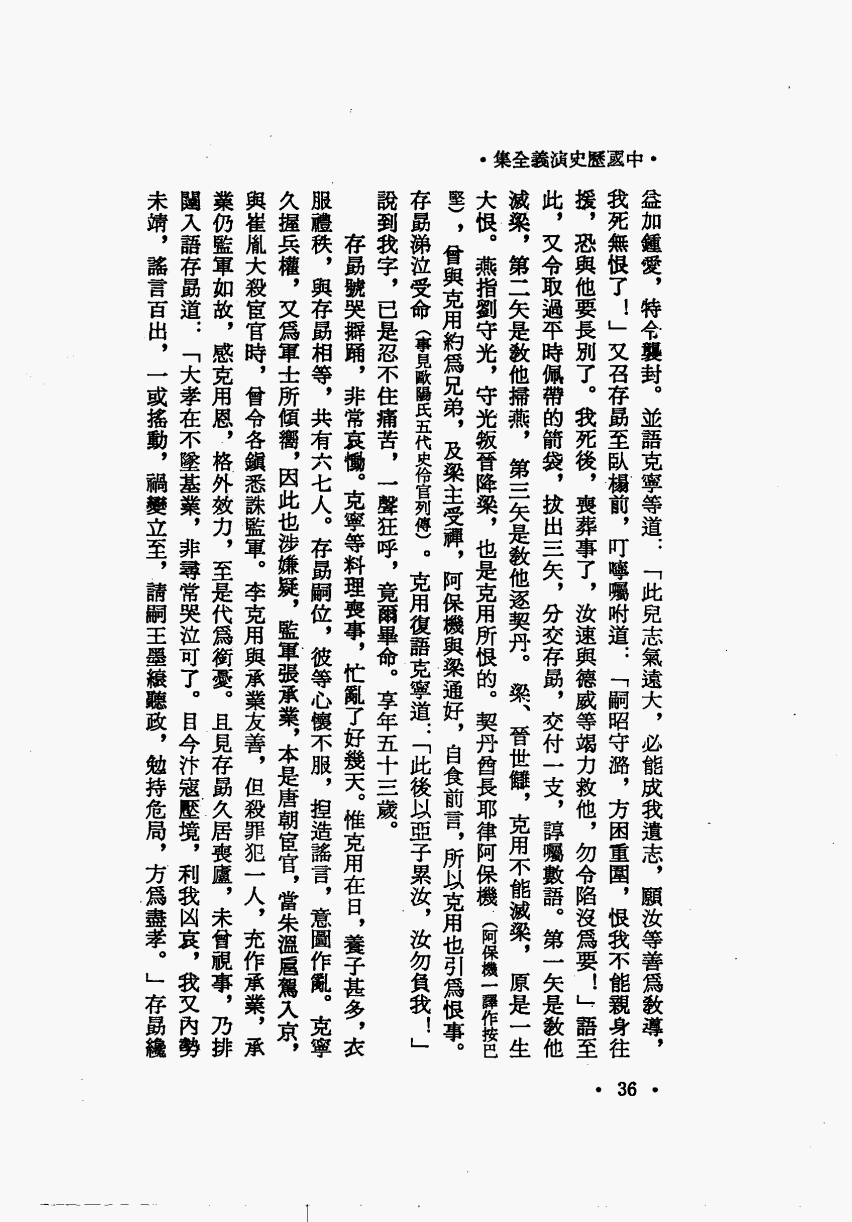 ·中國歷史演義全集·
益加鍾愛，特令襲封。並語克寧等道：「此兒志氣遠大，必能成我遺志，願汝等善爲敎導，
我死無恨了！」又召存勗至臥榻前，叮嚀囑咐道：「嗣昭守潞，方困重圍，恨我不能親身往
援，恐與他要長別了。我死後，喪葬事了，汝速與德威等竭力救他，勿令陷沒爲要！」語至
此，又令取過平時佩帶的箭袋，拔出三矢，分交存勗，交付一支，諄囑數語。第一矢是敎他
滅梁，第二矢是敎他掃燕，第三矢是敎他逐契丹。梁、晉世讎，克用不能滅梁，原是一生
大恨。燕指劉守光，守光叛晉降梁，也是克用所恨的。契丹酋長耶律阿保機（阿保機一譯作按巴
堅），曾與克用約爲兄弟，及梁主受禪，阿保機與梁通好，自食前言，所以克用也引爲恨事。
存勗涕泣受命（事見歐陽氏五代史伶官列傳）。克用復語克寧道：「此後以亞子累汝，汝勿負我！」
說到我字，已是忍不住痛苦，一聲狂呼，竟爾畢命。享年五十三歲。
存勗號哭擗踊，非常哀慟。克寧等料理喪事，忙亂了好幾天。惟克用在日，養子甚多，衣
服禮秩，與存勗相等，共有六七人。存勗嗣位，彼等心懷不服，捏造謠言，意圖作亂。克寧
久握兵權，又爲軍士所傾嚮，因此也涉嫌疑，監軍張承業，本是唐朝宦官，當朱溫扈駕入京，
與崔胤大殺宦官時，曾令各鎭悉誅監軍。李克用與承業友善，但殺罪犯一人，充作承業，承
業仍監軍如故，感克用恩，格外效力，至是代爲銜憂。且見存勗久居喪廬，未曾視事，乃排
闥入語存勗道：「大孝在不墜基業，非尋常哭泣可了。目今汴寇壓境，利我凶哀，我又內勢
未靖，謠言百出，一或搖動，禍變立至，請嗣王墨縗聽政，勉持危局，方爲盡孝。」存勗纔
·36·